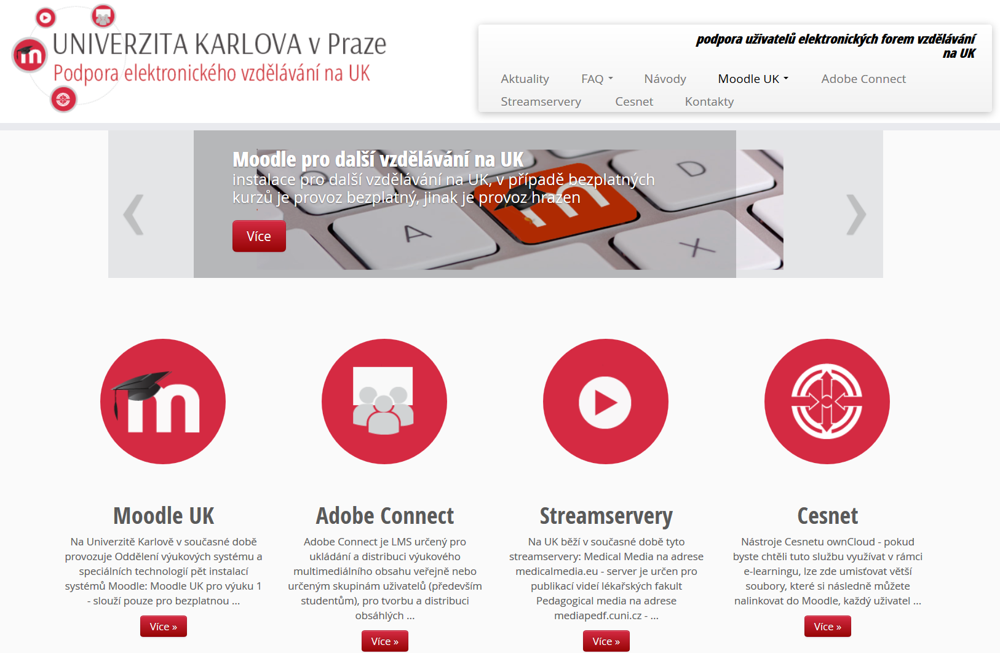 UNIVERZITA KARLOVA v Praze
Podpora elektronického vzdělávání na UK
podpora uživatelů elektronických forem vzdělávání
na UK
Aktuality FAQ Návody Moodle UK Adobe Connect
Streamservery Cesnet Kontakty
Moodle pro další vzdělávání na UK
instalace pro další vzdělávání na UK, v případě bezplatných
kurzů je provoz bezplatný, jinak je provoz hrazen
Více
D
A
X
Moodle UK
Na Univerzitě Karlově v současné době
provozuje Oddělení výukových systému a
speciálních technologií pět instalací
systémů Moodle: Moodle UK pro výuku 1
- slouží pouze pro bezplatnou ...
Více »
Adobe Connect
Adobe Connect je LMS určený pro
ukládání a distribuci výukového
multimediálního obsahu veřejně nebo
určeným skupinám uživatelů (především
studentům), pro tvorbu a distribuci
obsáhlých ...
Více »
Streamservery
Na UK běží v současné době tyto
streamservery: Medical Media na adrese
medicalmedia.eu - server je určen pro
publikací videí lékařských fakult
Pedagogical media na adrese
mediapedf.cuni.cz - ...
Více »
Cesnet
Nástroje Cesnetu ownCloud - pokud
byste chtěli tuto službu využívat v rámci
e-learningu, lze zde umisťovat větší
soubory, které si následně můžete
nalinkovat do Moodle, každý uživatel ...
Více »